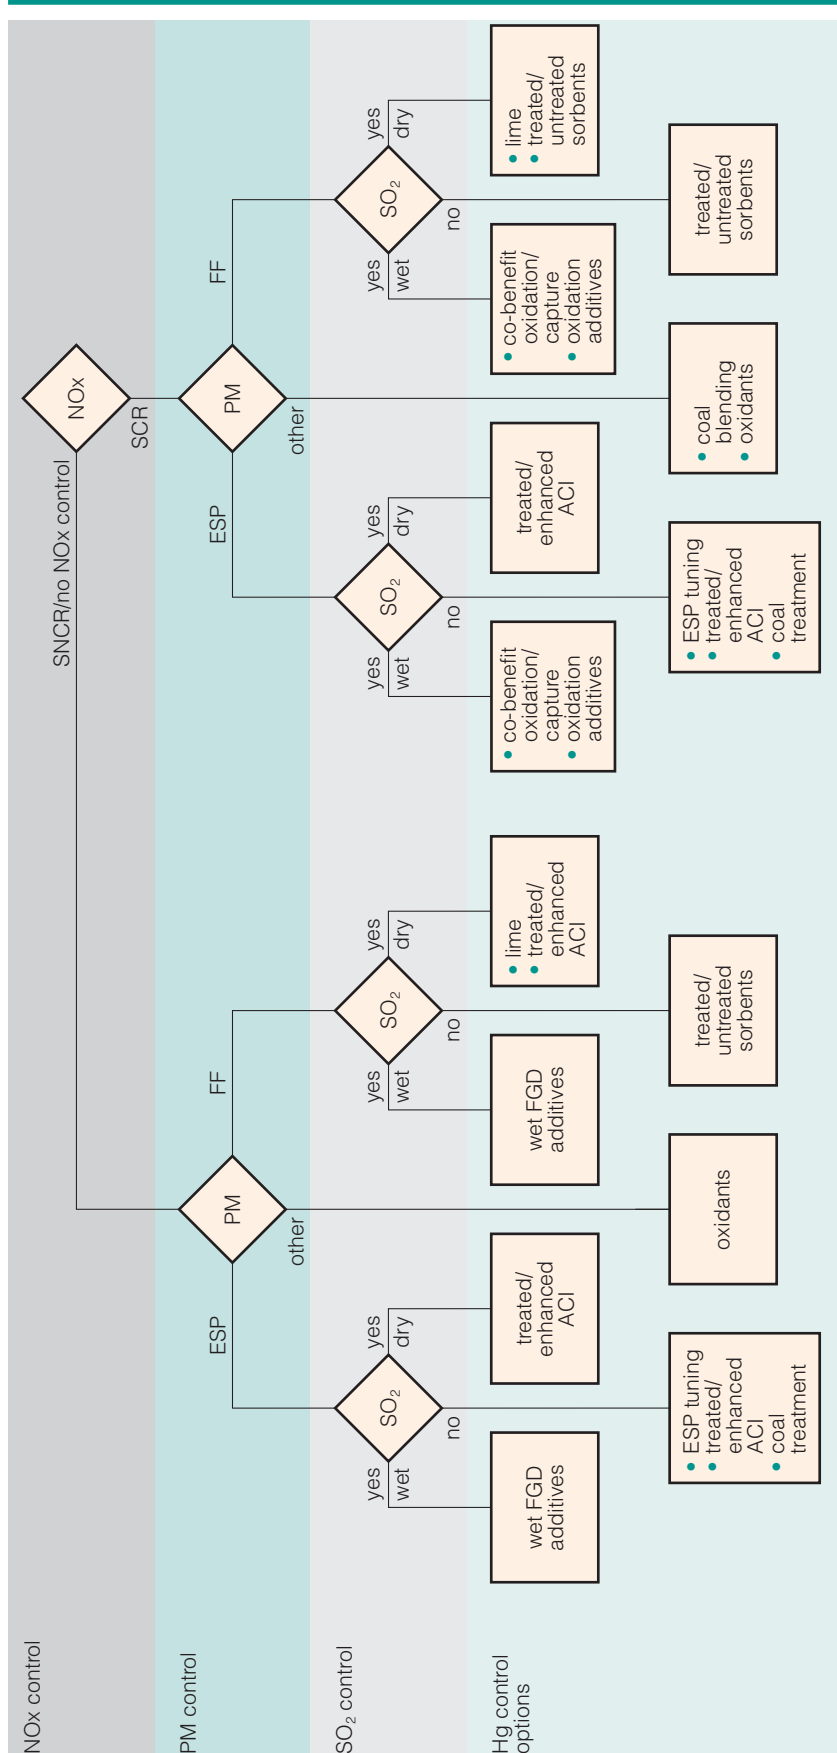 NOx control
NOx
SNCR/no NOx control
SCR
PM control
PM
ESP
FF
other
PM
ESP
FF
other
SO₂ control
SO₂
yes
wet
yes
dry
no
SO₂
yes
wet
yes
dry
no
SO₂
yes
wet
yes
dry
no
SO₂
yes
wet
yes
dry
no
Hg control
options
wet FGD
additives
treated/
enhanced
ACI
wet FGD
additives
• lime
• treated/
enhanced
ACI
• co-benefit
oxidation/
capture
• oxidation
additives
treated/
enhanced
ACI
• co-benefit
oxidation/
capture
• oxidation
additives
• lime
• treated/
untreated
sorbents
• ESP tuning
• treated/
enhanced
ACI
• coal
treatment
oxidants
treated/
untreated
sorbents
• ESP tuning
• treated/
enhanced
ACI
• coal
treatment
• coal
blending
• oxidants
treated/
untreated
sorbents